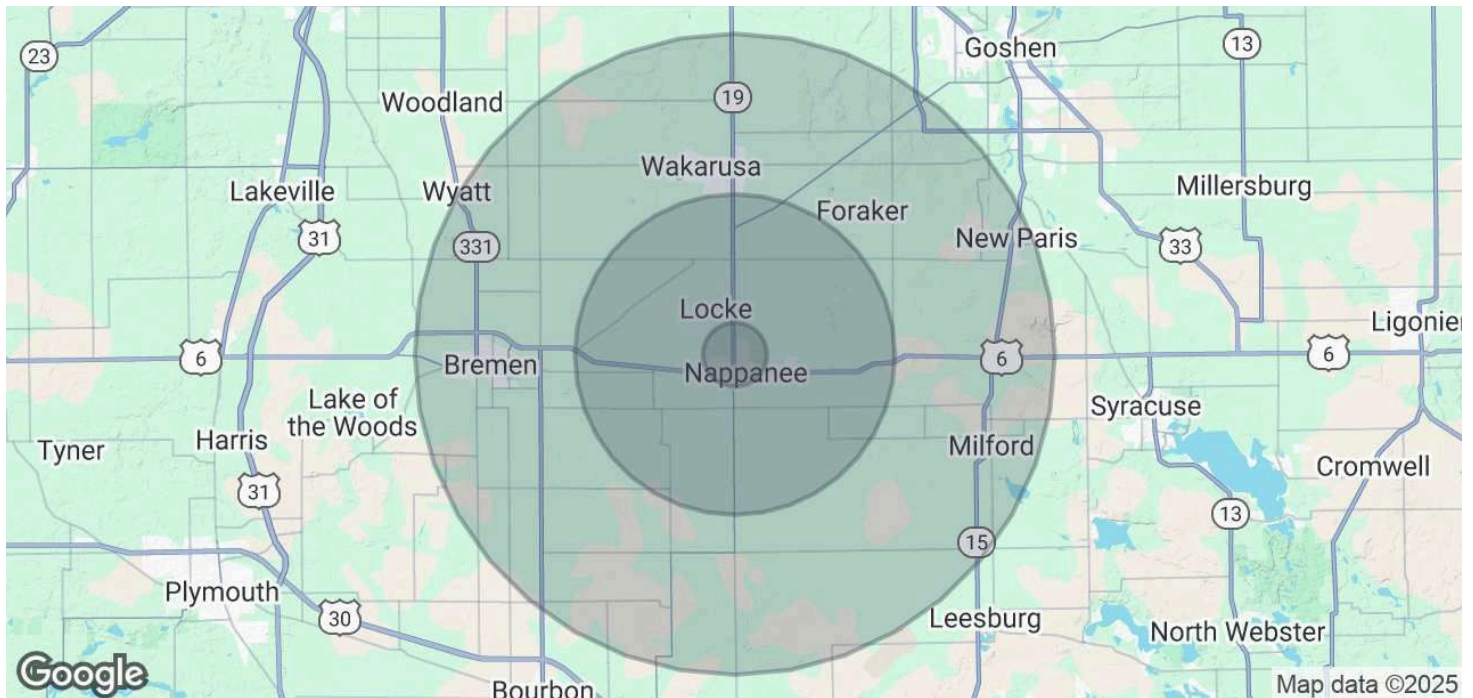 23
Goshen
13
Woodland
19
Wakarusa
Lakeville
Wyatt
Foraker
Millersburg
31
331
New Paris
33
Locke
Ligonier
6
Bremen
Nappanee
6
6
Lake of
the Woods
Syracuse
Tyner
Harris
Milford
Cromwell
31
13
15
Plymouth
30
Leesburg
North Webster
Google
Bourbon
Map data ©2025